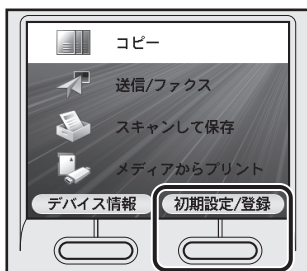 コピー
送信/ファクス
スキャンして保存
メディアからプリント
デバイス情報 初期設定/登録